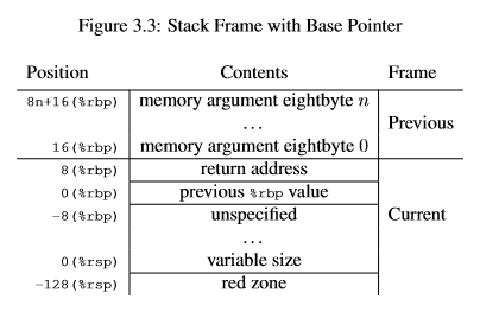 Figure 3.3: Stack Frame with Base Pointer
Position Contents Frame
8n+16(%rbp) memory argument eightbyte n
... Previous
16(%rbp) memory argument eightbyte 0
8(%rbp) return address
0(%rbp) previous %rbp value
-8(%rbp) unspecified Current
...
0(%rsp) variable size
-128(%rsp) red zone